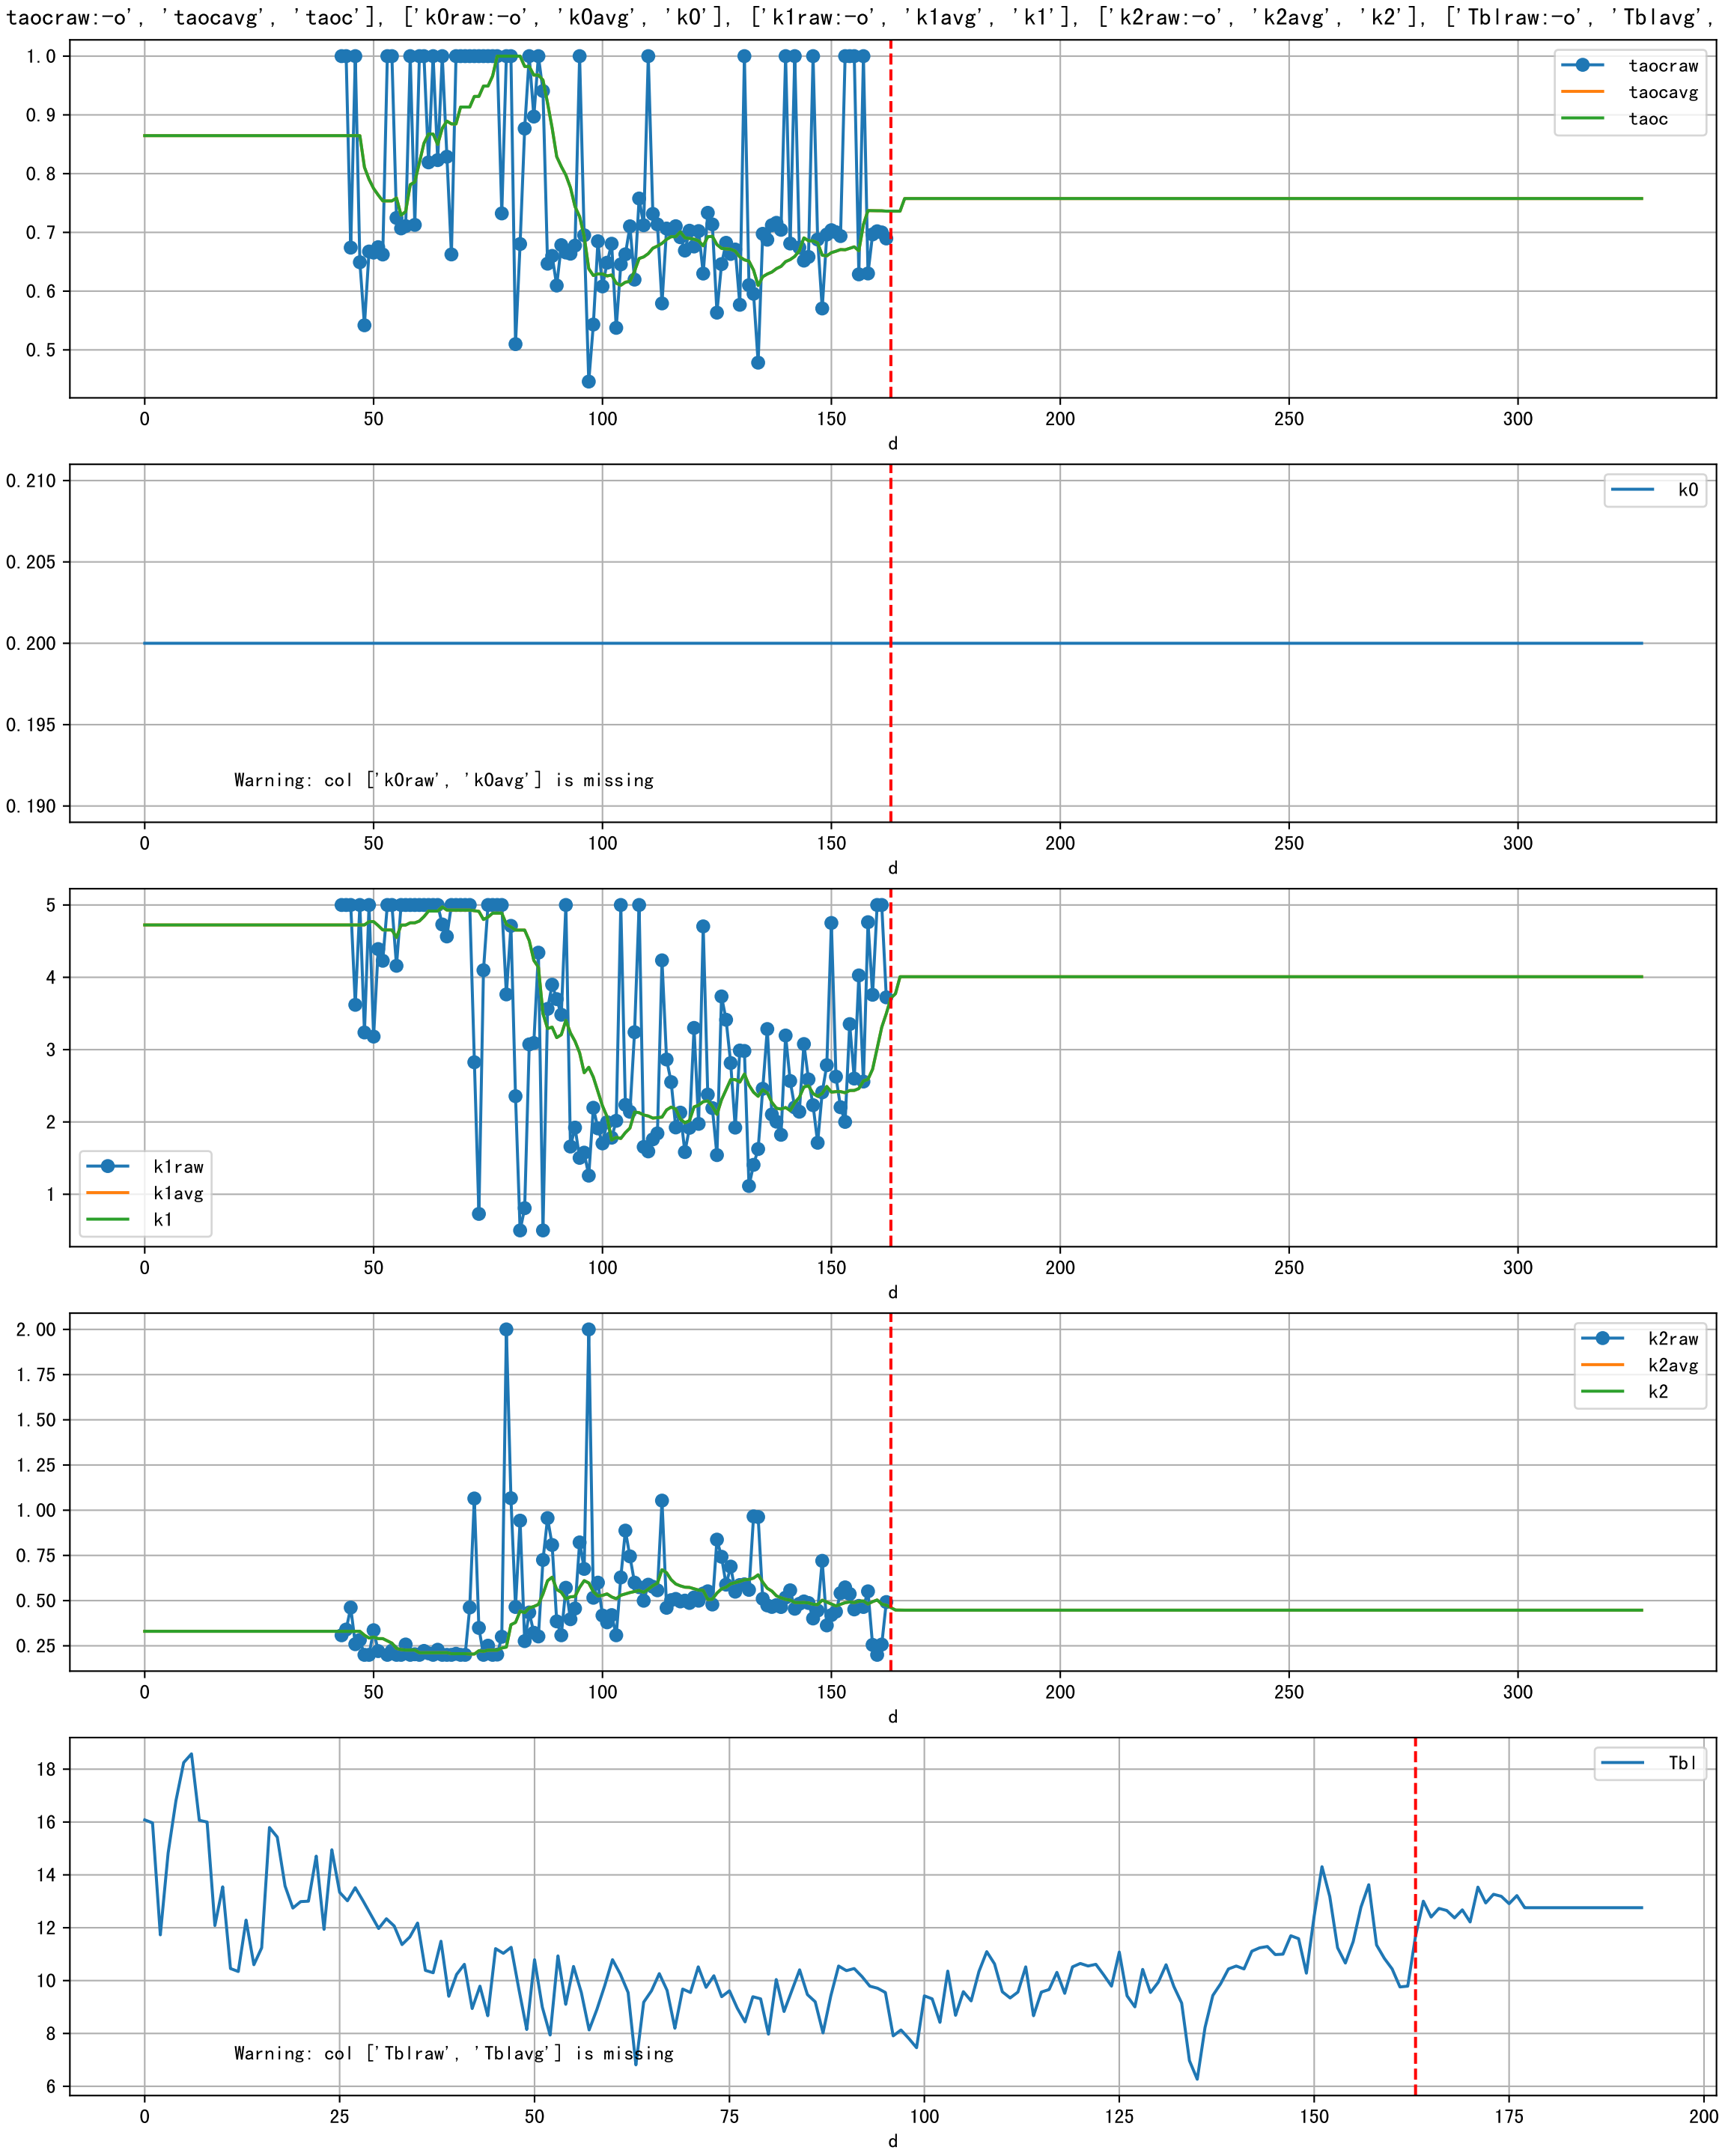 taocraw:-o', 'taocavg', 'taoc'], ['k0raw:-o', 'k0avg', 'k0'], ['k1raw:-o', 'k1avg', 'k1'], ['k2raw:-o', 'k2avg', 'k2'], ['Tblraw:-o', 'Tblavg',
1.0
0.9
0.8
0.7
0.6
0.5
taocraw
taocavg
taoc
0 50 100 150 200 250 300
d
0.210
0.205
0.200
0.195
0.190
k0
Warning: col ['k0raw', 'k0avg'] is missing
0 50 100 150 200 250 300
d
5
4
3
2
1
k1raw
k1avg
k1
0 50 100 150 200 250 300
d
2.00
1.75
1.50
1.25
1.00
0.75
0.50
0.25
k2raw
k2avg
k2
0 50 100 150 200 250 300
d
18
16
14
12
10
8
6
Tbl
Warning: col ['Tblraw', 'Tblavg'] is missing
0 25 50 75 100 125 150 175 200
d